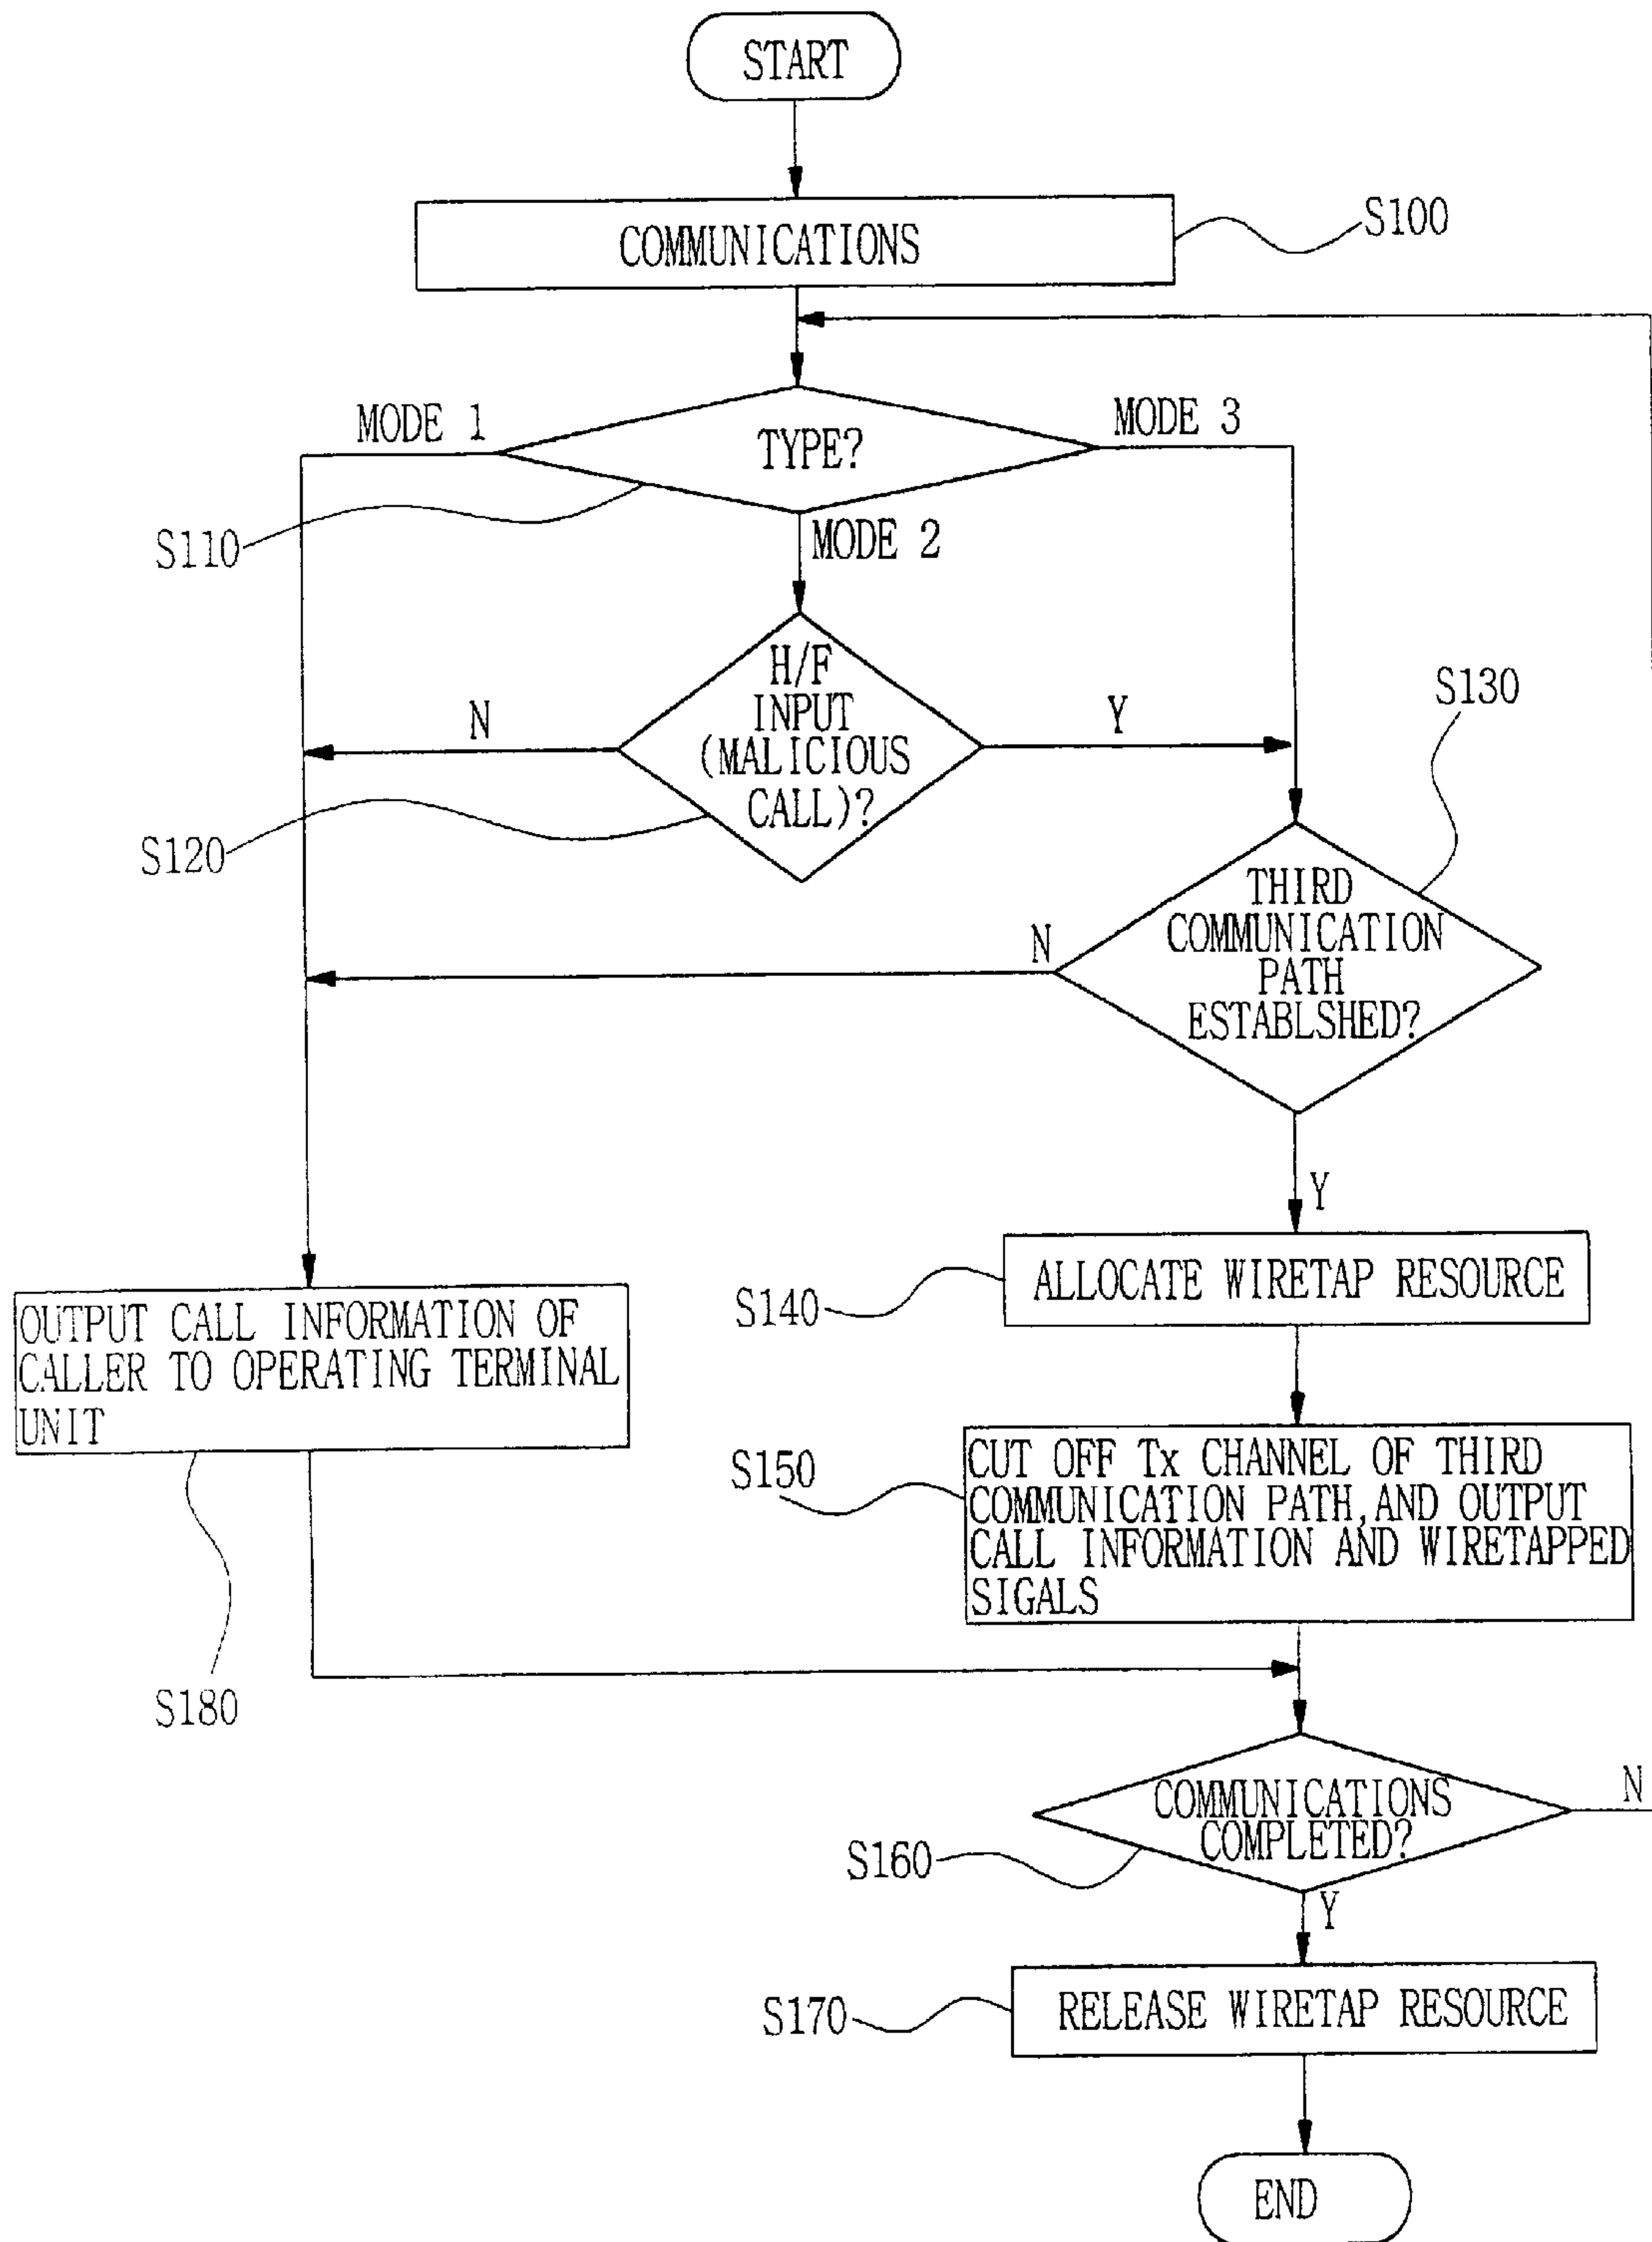 START
COMMUNICATIONS
S100
MODE 1
TYPE?
MODE 3
S110
MODE 2
H/F
INPUT
(MALICIOUS
CALL)?
N
Y
S120
S130
THIRD
COMMUNICATION
PATH
ESTABLSHED?
N
Y
ALLOCATE WIRETAP RESOURCE
S140
OUTPUT CALL INFORMATION OF
CALLER TO OPERATING TERMINAL
UNIT
S180
CUT OFF Tx CHANNEL OF THIRD
COMMUNICATION PATH,AND OUTPUT
CALL INFORMATION AND WIRETAPPED
SIGALS
S150
COMMUNICATIONS
COMPLETED?
N
S160
Y
RELEASE WIRETAP RESOURCE
S170
END